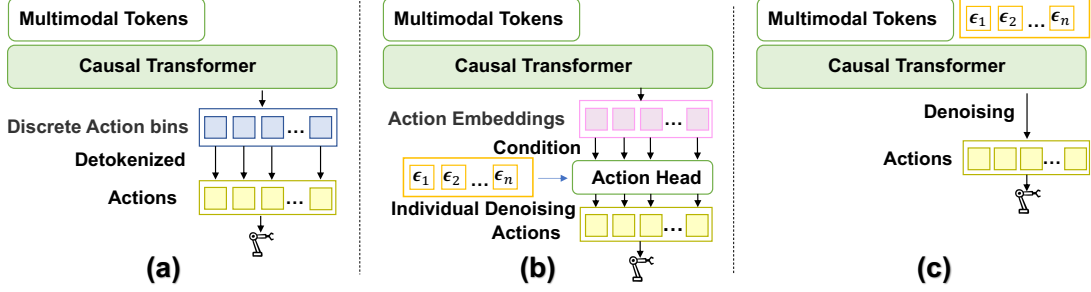 Multimodal Tokens
Causal Transformer
Discrete Action bins
Detokenized
Actions
(a)
Multimodal Tokens
Causal Transformer
Action Embeddings
Condition
ϵ₁ ϵ₂ ... ϵₙ
Action Head
Individual Denoising
Actions
(b)
Multimodal Tokens
ϵ₁ ϵ₂ ... ϵₙ
Causal Transformer
Denoising
Actions
(c)